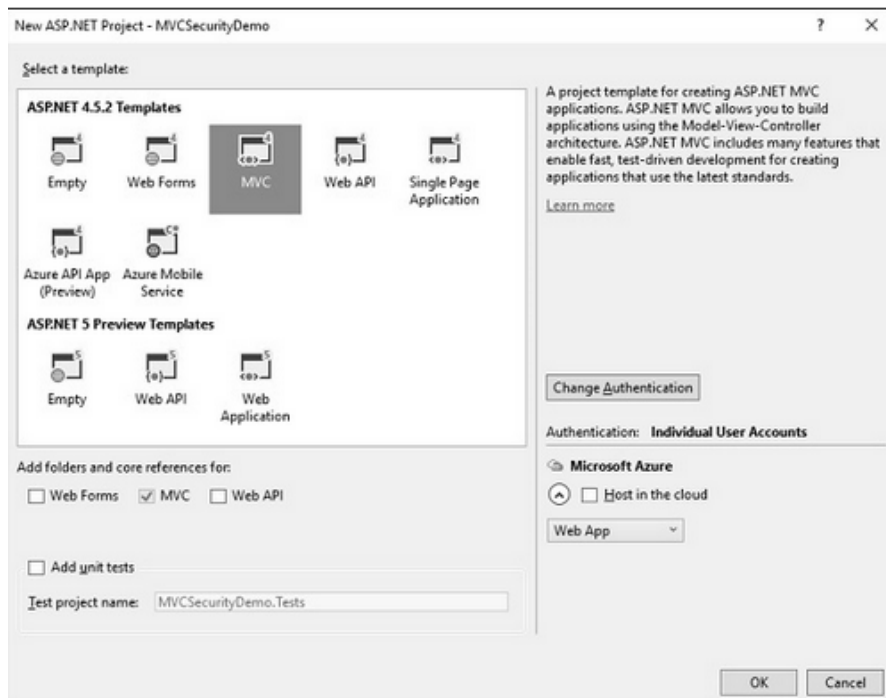 New ASP.NET Project - MVCSecurityDemo
? ×
Select a template:
ASP.NET 4.5.2 Templates
Empty
Web Forms
MVC
Web API
Single Page
Application
Azure API App
(Preview)
Azure Mobile
Service
ASP.NET 5 Preview Templates
Empty
Web API
Web
Application
Add folders and core references for:
Web Forms MVC Web API
Add unit tests
Test project name: MVCSecurityDemo.Tests
A project template for creating ASP.NET MVC
applications. ASP.NET MVC allows you to build
applications using the Model-View-Controller
architecture. ASP.NET MVC includes many features that
enable fast, test-driven development for creating
applications that use the latest standards.
Learn more
Change Authentication
Authentication: Individual User Accounts
Microsoft Azure
Host in the cloud
Web App
OK Cancel